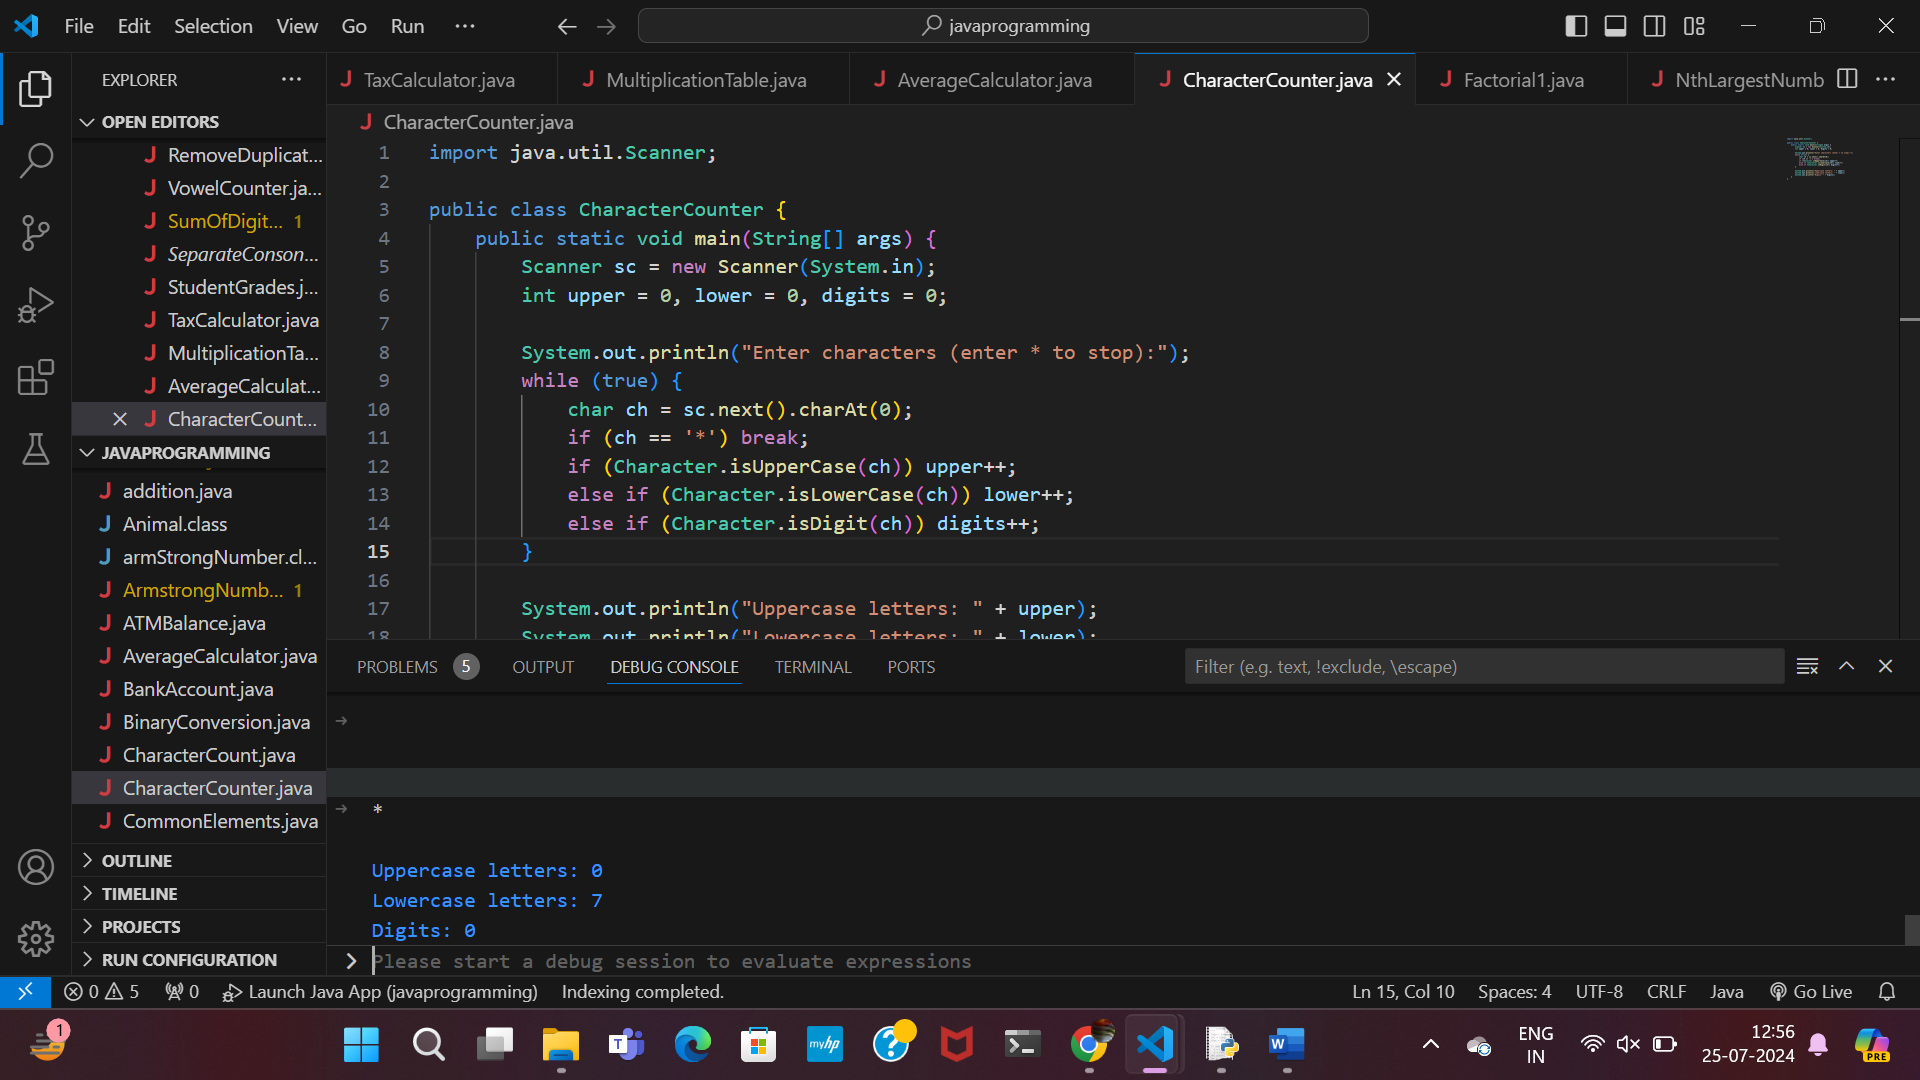 File Edit Selection View Go Run ···
javaprogramming
EXPLORER ···
TaxCalculator.java
MultiplicationTable.java
AverageCalculator.java
CharacterCounter.java
Factorial1.java
NthLargestNumb
OPEN EDITORS
RemoveDuplicat...
VowelCounter.ja...
SumOfDigit... 1
SeparateConson...
StudentGrades.j...
TaxCalculator.java
MultiplicationTa...
AverageCalculat...
CharacterCount...
JAVAPROGRAMMING
addition.java
Animal.class
armStrongNumber.cl...
ArmstrongNumb... 1
ATMBalance.java
AverageCalculator.java
BankAccount.java
BinaryConversion.java
CharacterCount.java
CharacterCounter.java
CommonElements.java
OUTLINE
TIMELINE
PROJECTS
RUN CONFIGURATION
CharacterCounter.java
1 import java.util.Scanner;
2
3 public class CharacterCounter {
4 public static void main(String[] args) {
5 Scanner sc = new Scanner(System.in);
6 int upper = 0, lower = 0, digits = 0;
7
8 System.out.println("Enter characters (enter * to stop):");
9 while (true) {
10 char ch = sc.next().charAt(0);
11 if (ch == '*') break;
12 if (Character.isUpperCase(ch)) upper++;
13 else if (Character.isLowerCase(ch)) lower++;
14 else if (Character.isDigit(ch)) digits++;
15 }
16
17 System.out.println("Uppercase letters: " + upper);
18 System.out.println("Lowercase letters: " + lower);
PROBLEMS 5 OUTPUT DEBUG CONSOLE TERMINAL PORTS
Filter (e.g. text, !exclude, \escape)
→
→ *
Uppercase letters: 0
Lowercase letters: 7
Digits: 0
Please start a debug session to evaluate expressions
0 5 0 Launch Java App (javaprogramming) Indexing completed.
Ln 15, Col 10 Spaces: 4 UTF-8 CRLF Java Go Live
1
myhp
ENG
IN
12:56
25-07-2024
PRE